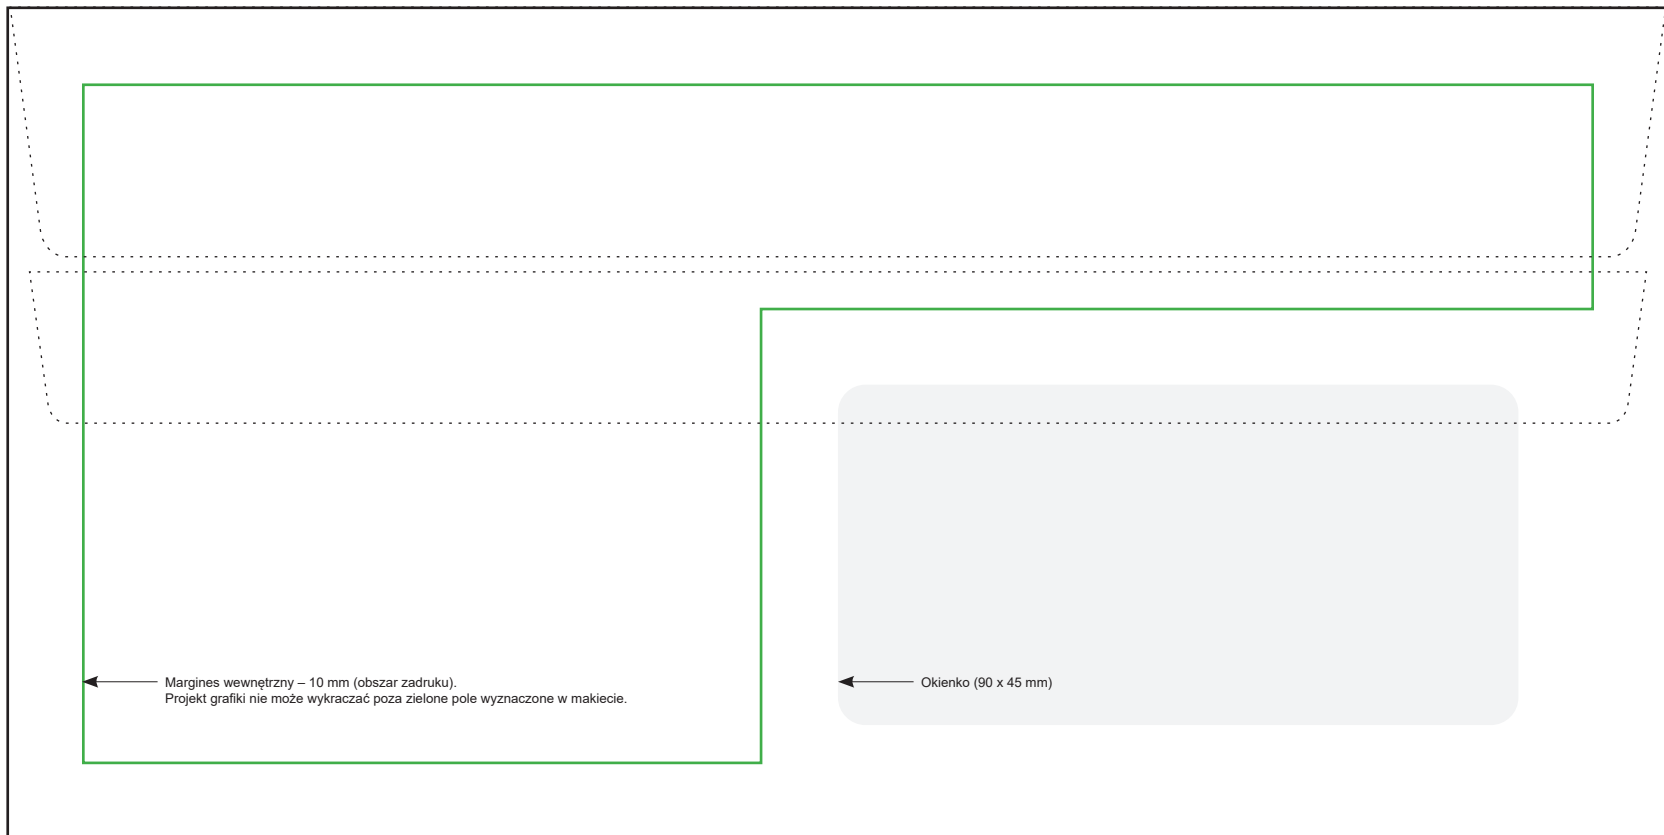 Margines wewnętrzny – 10 mm (obszar zadruku).
Projekt grafiki nie może wykraczać poza zielone pole wyznaczone w makiecie.
Okienko (90 x 45 mm)